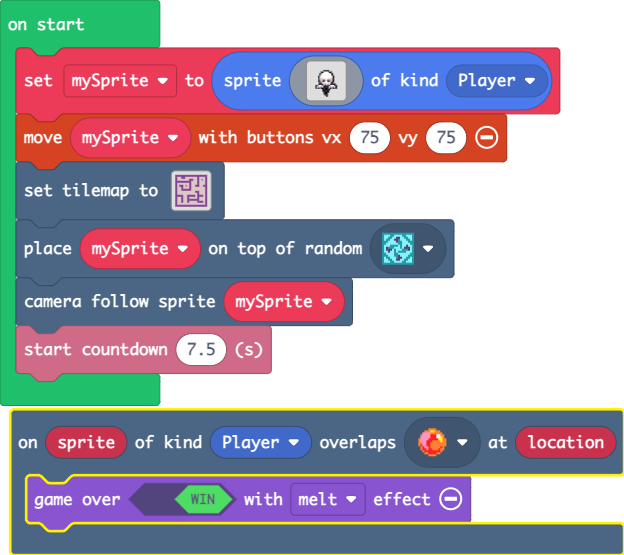 on start
set mySprite to sprite of kind Player
move mySprite with buttons vx 75 vy 75
set tilemap to
place mySprite on top of random
camera follow sprite mySprite
start countdown 7.5 (s)
on sprite of kind Player overlaps at location
game over WIN with melt effect